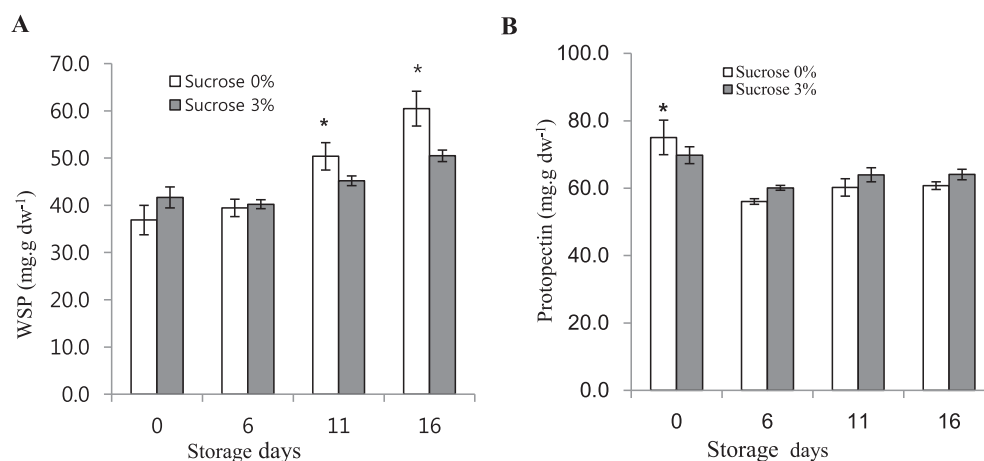 A
70.0
60.0
50.0
40.0
30.0
20.0
10.0
0.0
WSP (mg.g dw⁻¹)
Sucrose 0%
Sucrose 3%
*
*
0 6 11 16
Storage days
B
100.0
80.0
60.0
40.0
20.0
0.0
Protopectin (mg.g dw⁻¹)
Sucrose 0%
Sucrose 3%
*
0 6 11 16
Storage days